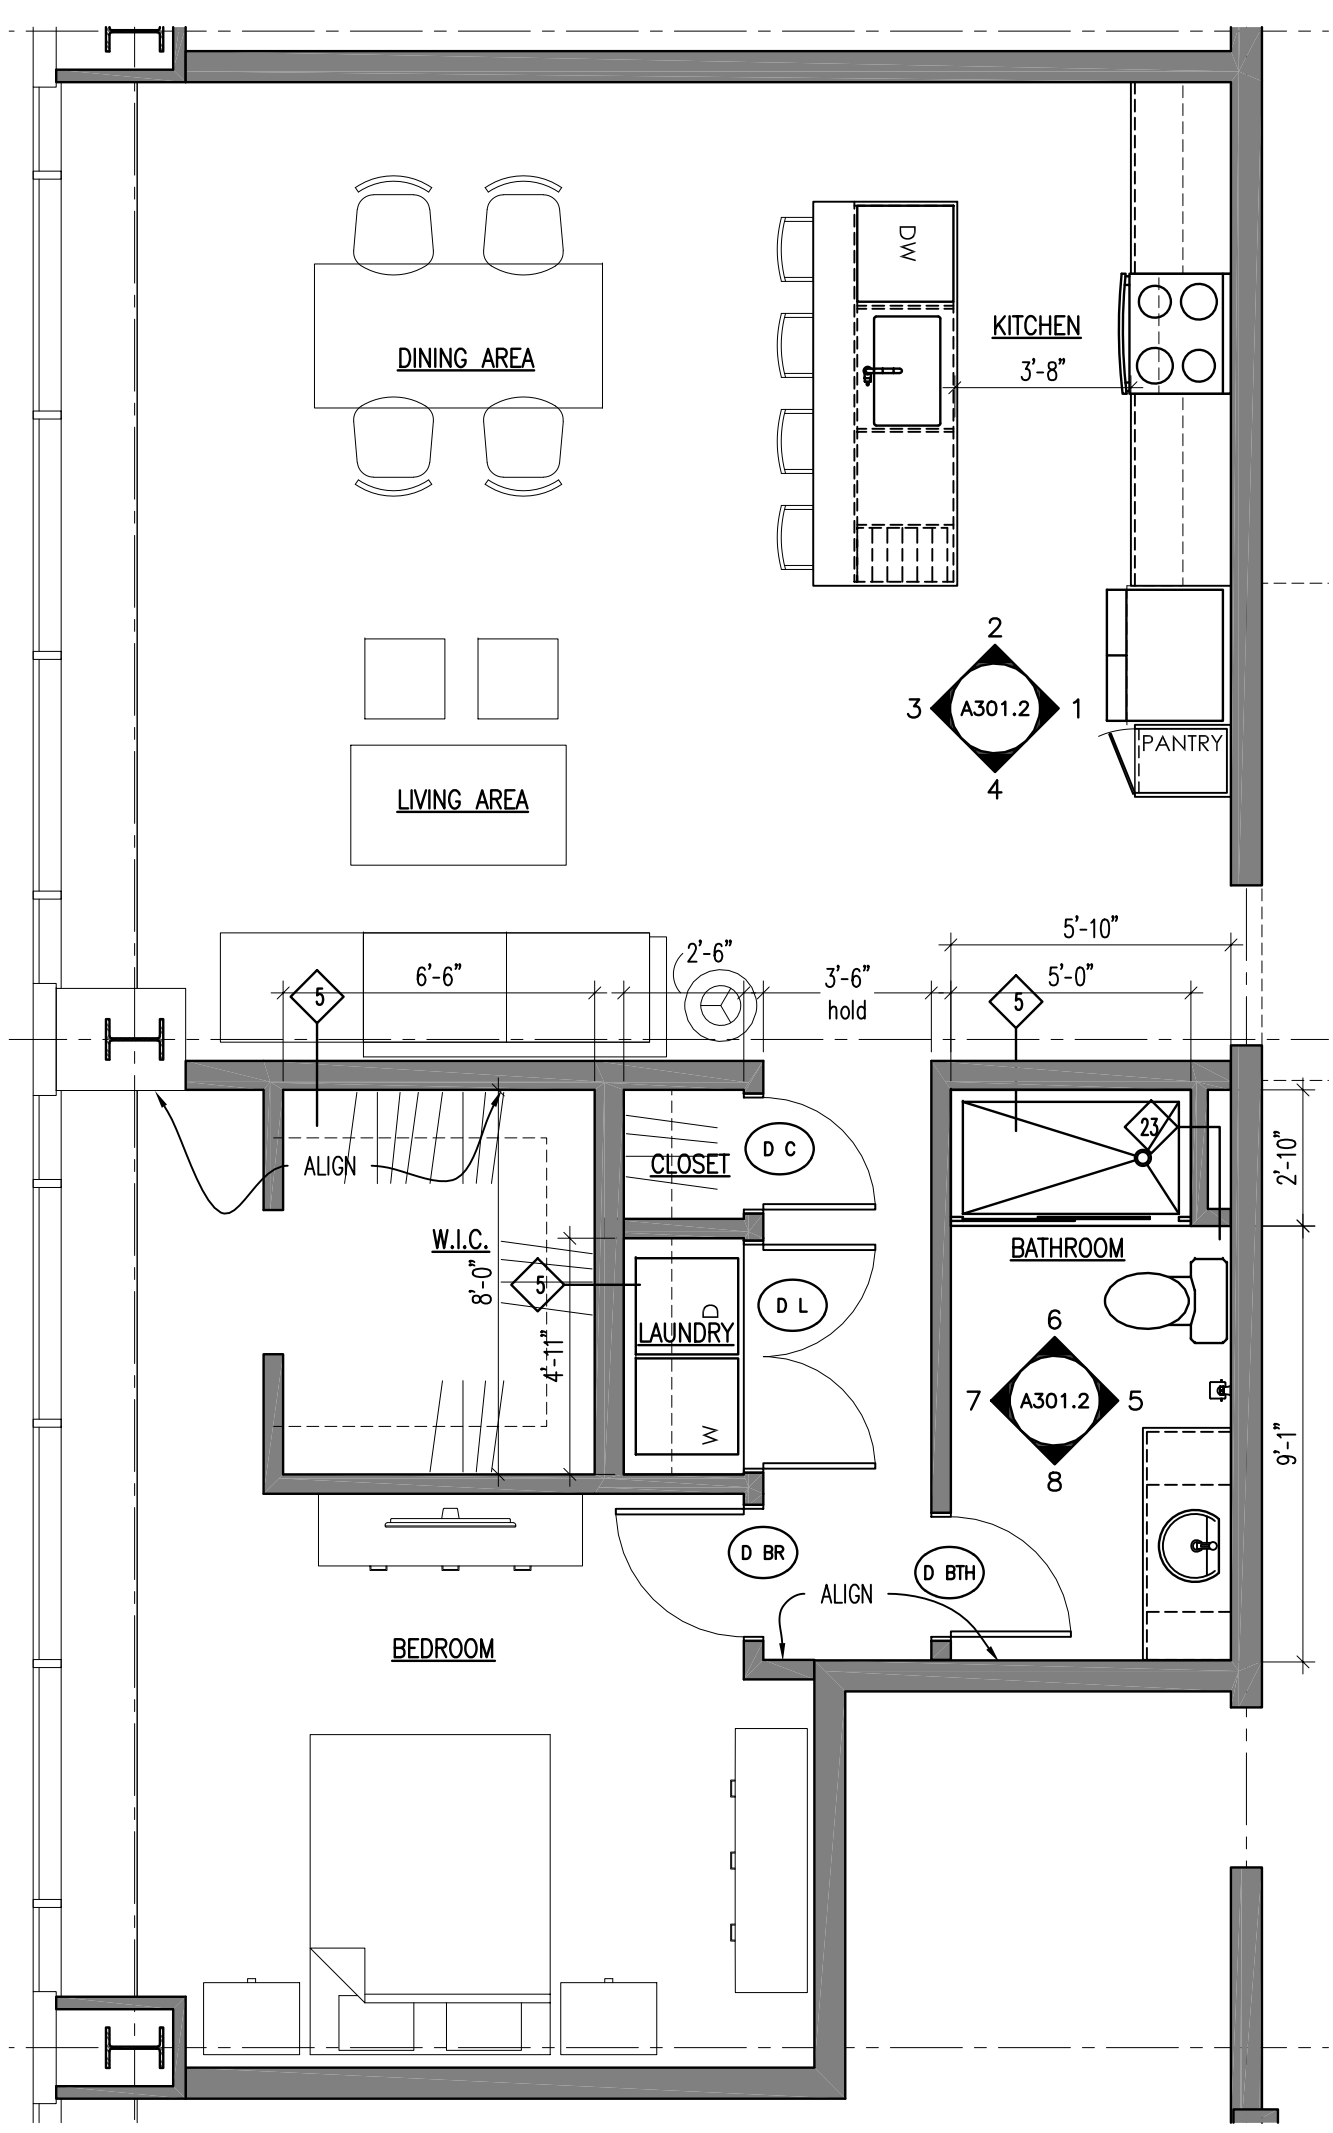 DW
KITCHEN
3'-8"
DINING AREA
2
3
A301.2
1
4
PANTRY
LIVING AREA
5'-10"
2'-6"
6'-6"
5
3'-6"
hold
5'-0"
5
23
ALIGN
D C
CLOSET
2'-10"
W.I.C.
8'-0"
5
BATHROOM
D
D L
LAUNDRY
4'-11"
6
7
A301.2
5
8
W
9'-1"
D BR
D BTH
ALIGN
BEDROOM